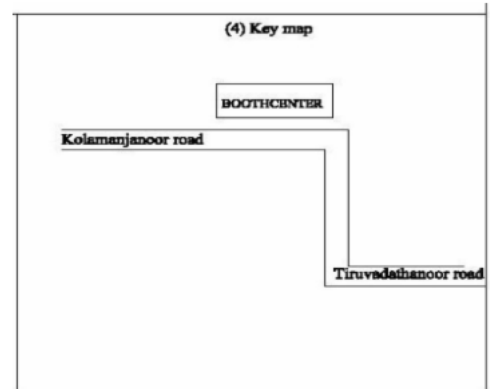 (4) Key map
BOOTHCENTER
Kolamanjanoor road
Tiruvadathanoor road